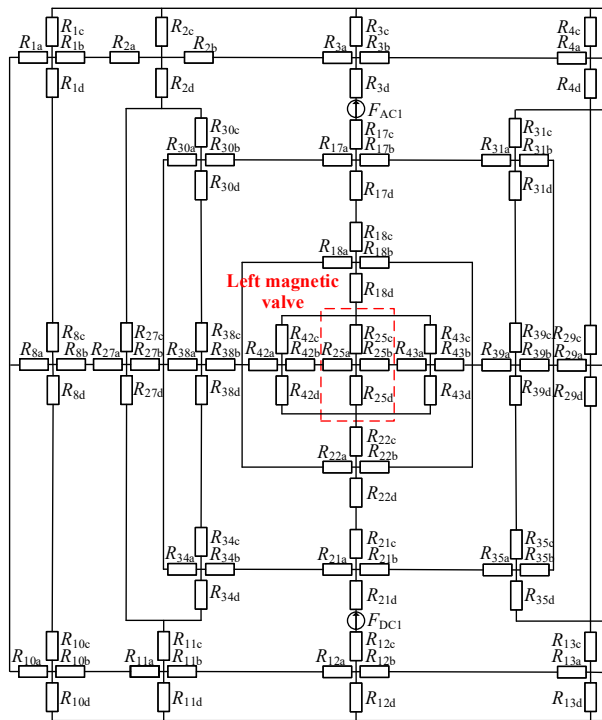 R1c R2c R3c R4c
R1a R1b R2a R2b R3a R3b R4a
R1d R2d R3d R4d
FAC1
R30c R17c R31c
R30a R30b R17a R17b R31a R31b
R30d R17d R31d
R18c
R18a R18b
Left magnetic
valve
R18d
R8c R27c R38c R42c R25c R43c R39c R29c
R8a R8b R27a R27b R38a R38b R42a R42b R25a R25b R43a R43b R39a R39b R29a
R8d R27d R38d R42d R25d R43d R39d R29d
R22c
R22a R22b
R22d
R34c R21c R35c
R34a R34b R21a R21b R35a R35b
R34d R21d R35d
FDC1
R10c R11c R12c R13c
R10a R10b R11a R11b R12a R12b R13a
R10d R11d R12d R13d